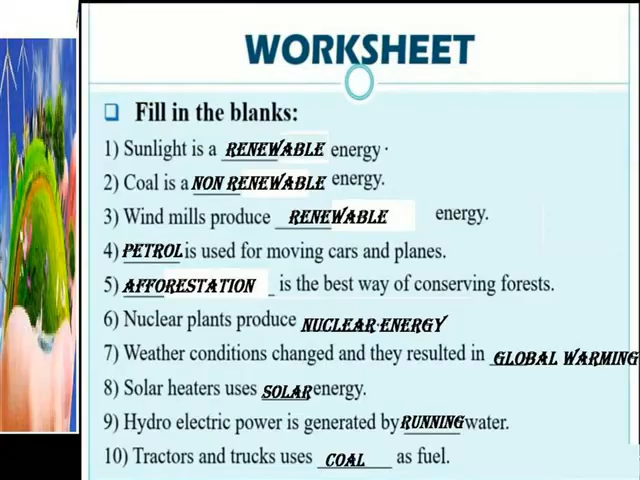 WORKSHEET
Fill in the blanks:
1) Sunlight is a RENEWABLE energy.
2) Coal is a NON RENEWABLE energy.
3) Wind mills produce RENEWABLE energy.
4) PETROL is used for moving cars and planes.
5) AFFORESTATION is the best way of conserving forests.
6) Nuclear plants produce NUCLEAR ENERGY
7) Weather conditions changed and they resulted in GLOBAL WARMING
8) Solar heaters uses SOLAR energy.
9) Hydro electric power is generated by RUNNING water.
10) Tractors and trucks uses COAL as fuel.